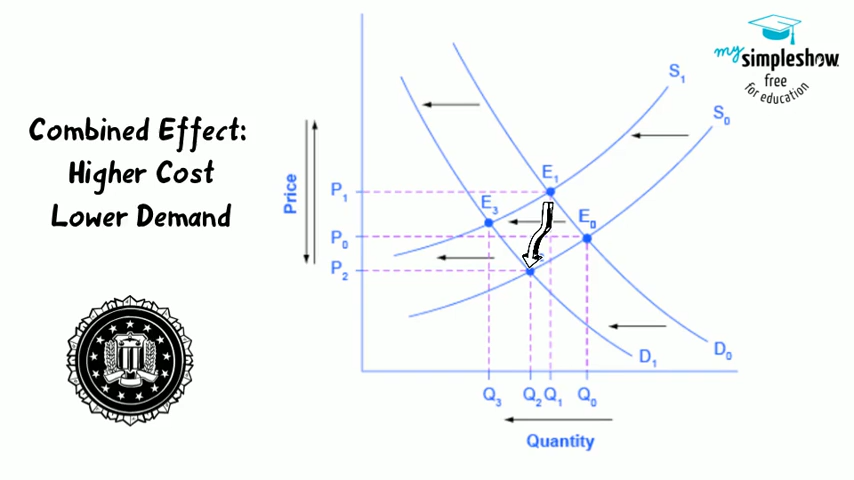 Combined Effect:
Higher Cost
Lower Demand
my
simpleshow
free
for education
S₁
S₀
Price
P₁
P₀
P₂
E₁
E₃
E₀
D₁
D₀
Q₃
Q₂
Q₁
Q₀
Quantity